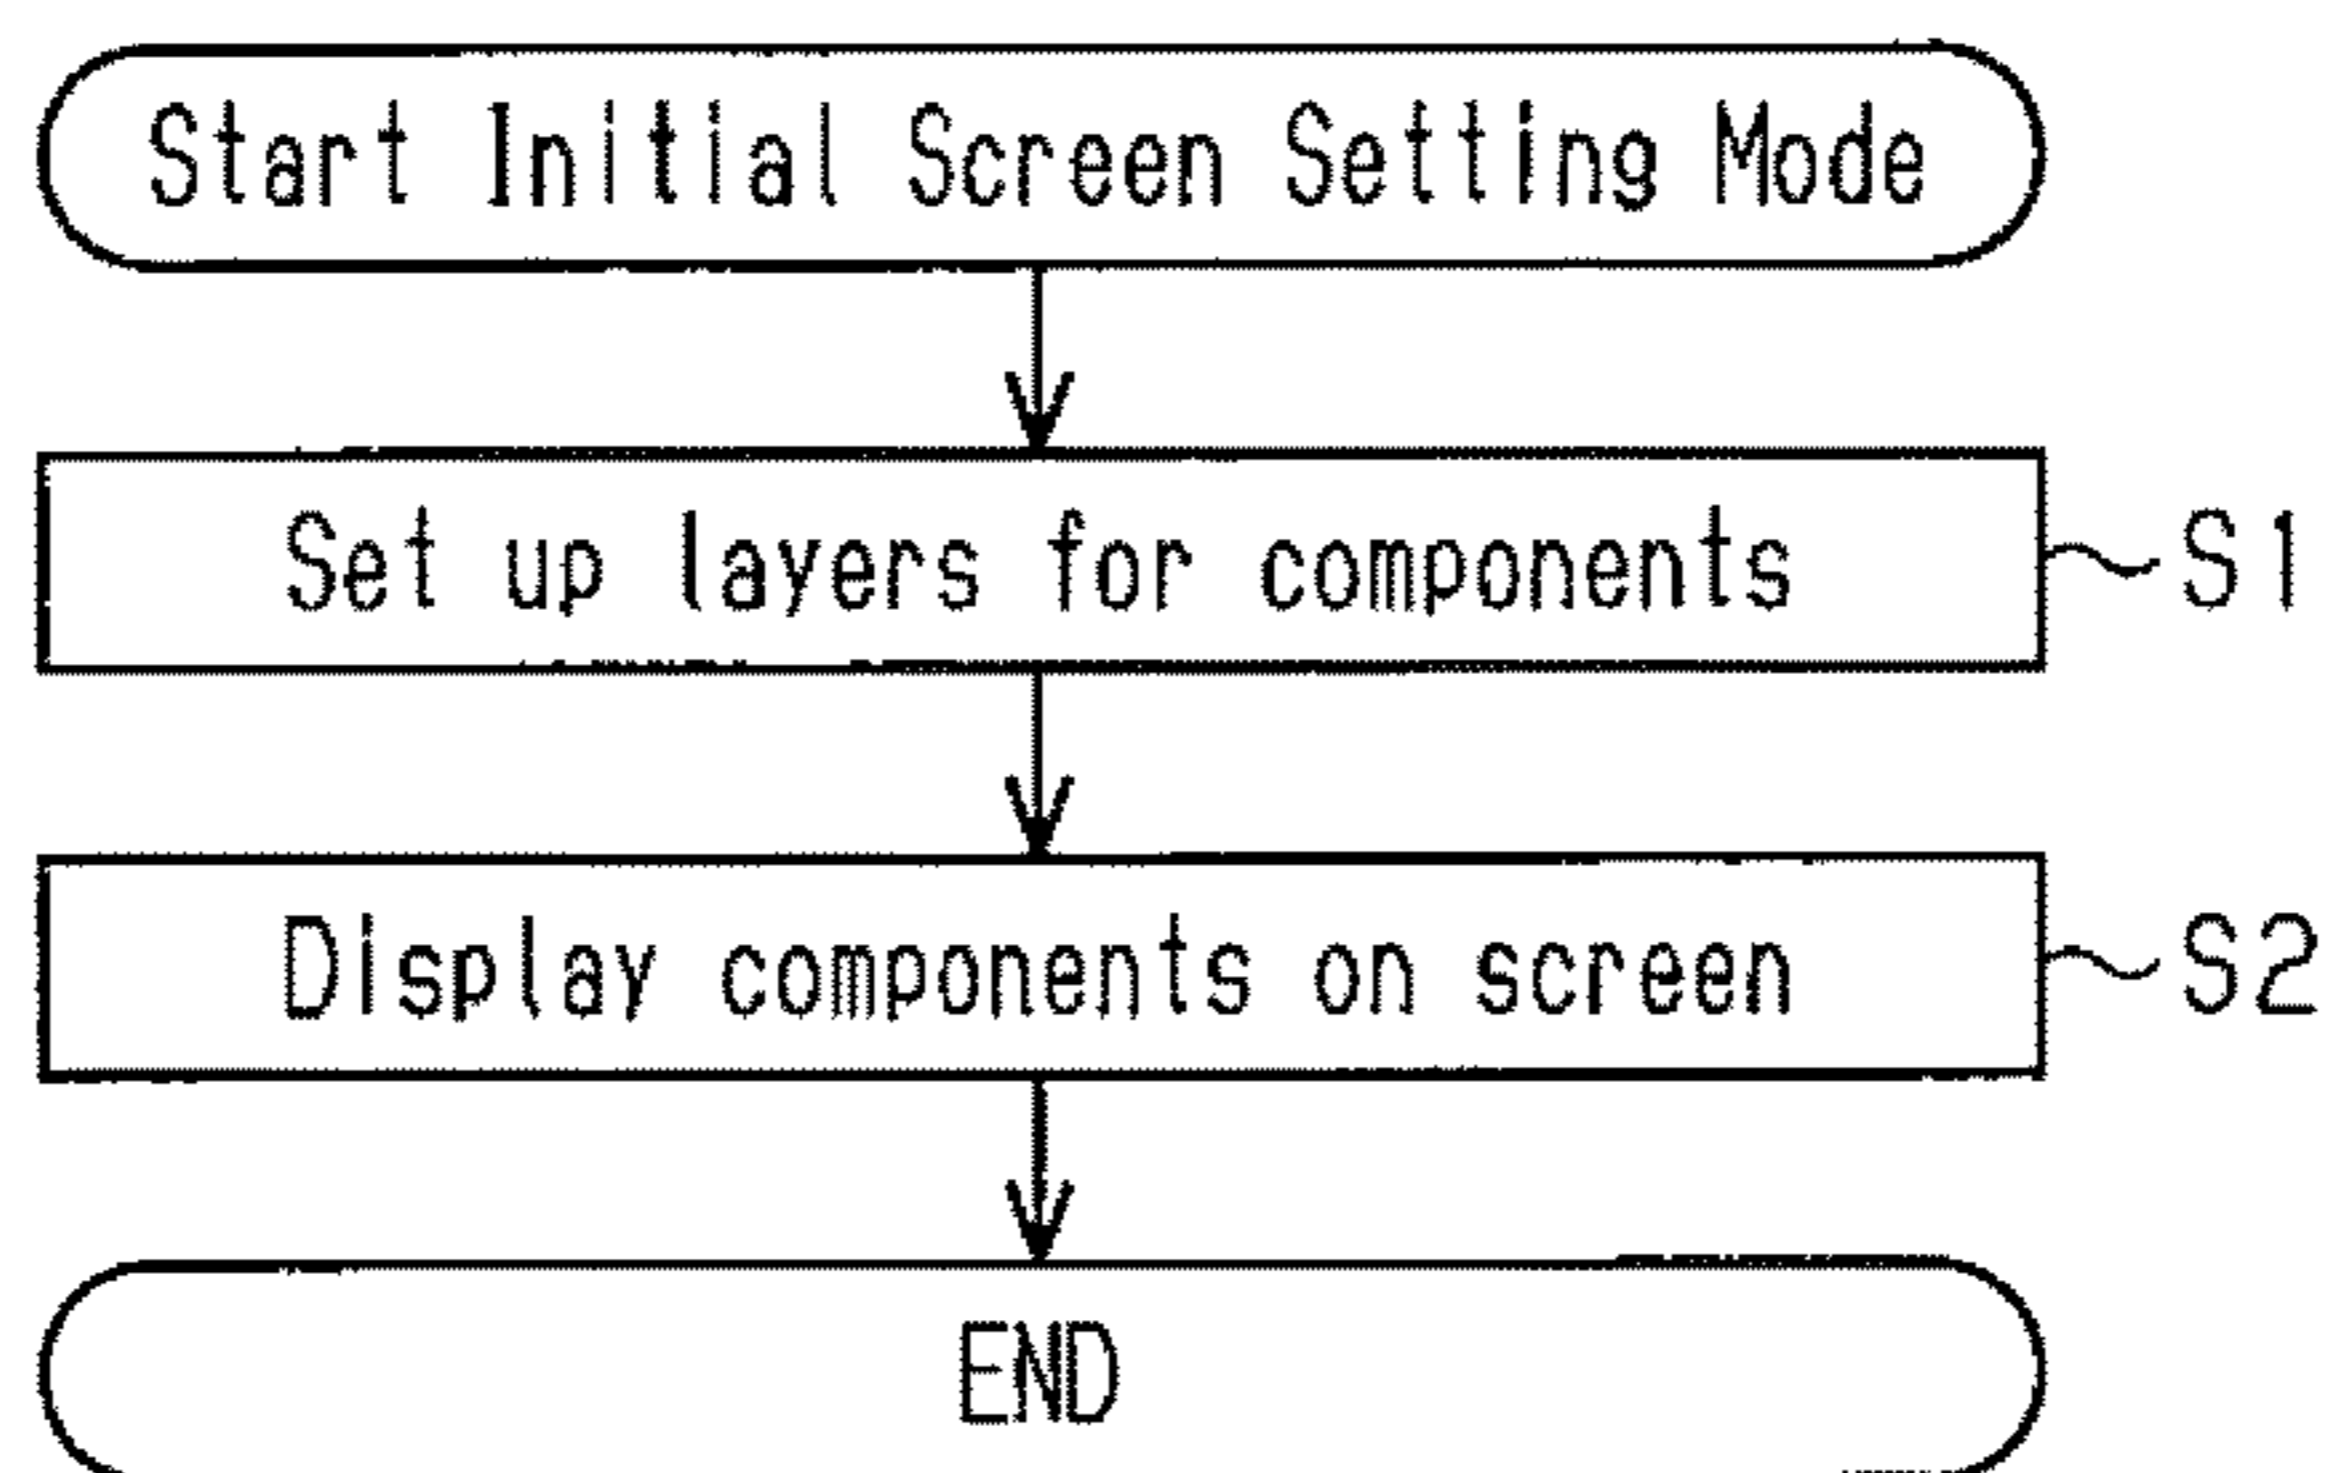 Start Initial Screen Setting Mode
Set up layers for components
S1
Display components on screen
S2
END